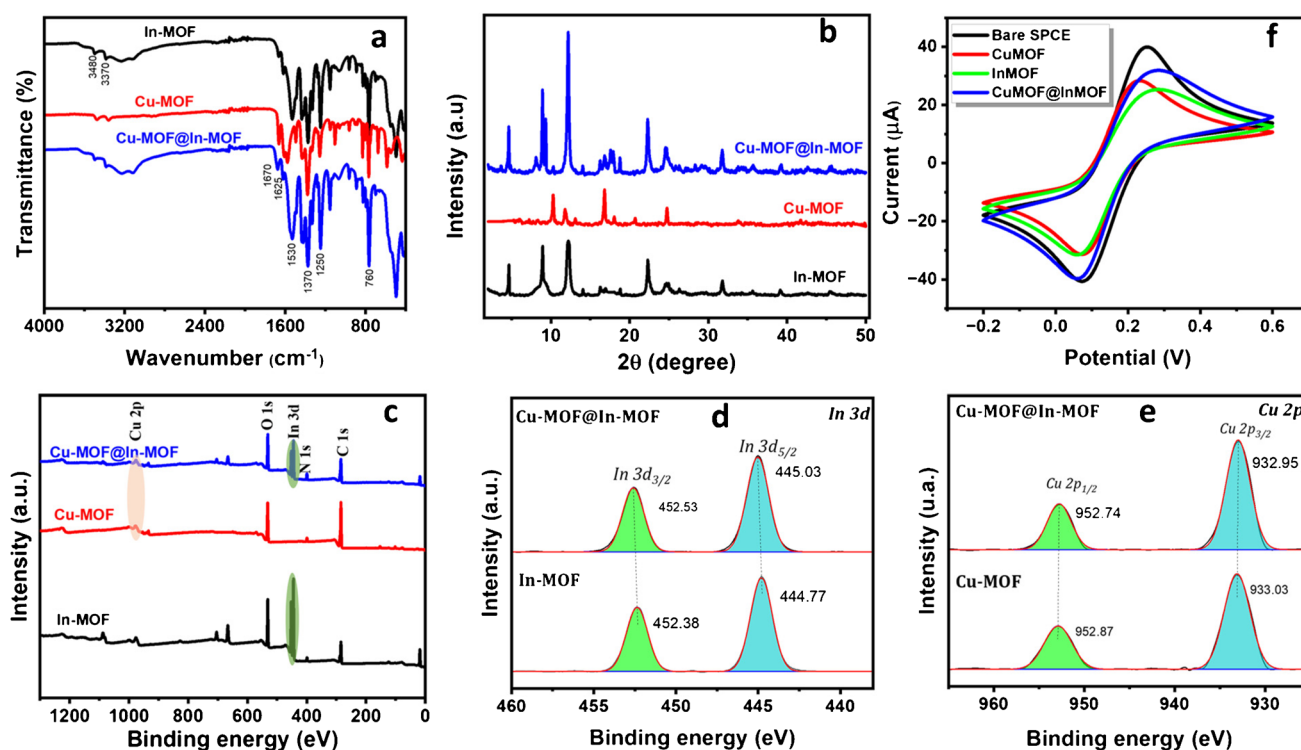 a
In-MOF
3480
3370
Cu-MOF
Cu-MOF@In-MOF
1670
1625
1530
1370
1250
760
Transmittance (%)
4000 3200 2400 1600 800
Wavenumber (cm⁻¹)
b
Cu-MOF@In-MOF
Cu-MOF
In-MOF
Intensity (a.u)
10 20 30 40 50
2θ (degree)
f
Bare SPCE
CuMOF
InMOF
CuMOF@InMOF
Current (μA)
40
20
0
−20
−40
−0.2 0.0 0.2 0.4 0.6
Potential (V)
c
Cu 2p
O 1s
In 3d
N 1s
C 1s
Cu-MOF@In-MOF
Cu-MOF
In-MOF
Intensity (a.u.)
1200 1000 800 600 400 200 0
Binding energy (eV)
Cu-MOF@In-MOF
d
In 3d
In 3d3/2
In 3d5/2
452.53
445.03
In-MOF
452.38
444.77
Intensity (a.u.)
460 455 450 445 440
Binding energy (eV)
Cu-MOF@In-MOF
e
Cu 2p
Cu 2p3/2
932.95
Cu 2p1/2
952.74
Cu-MOF
933.03
952.87
Intensity (u.a.)
960 950 940 930
Binding energy (eV)